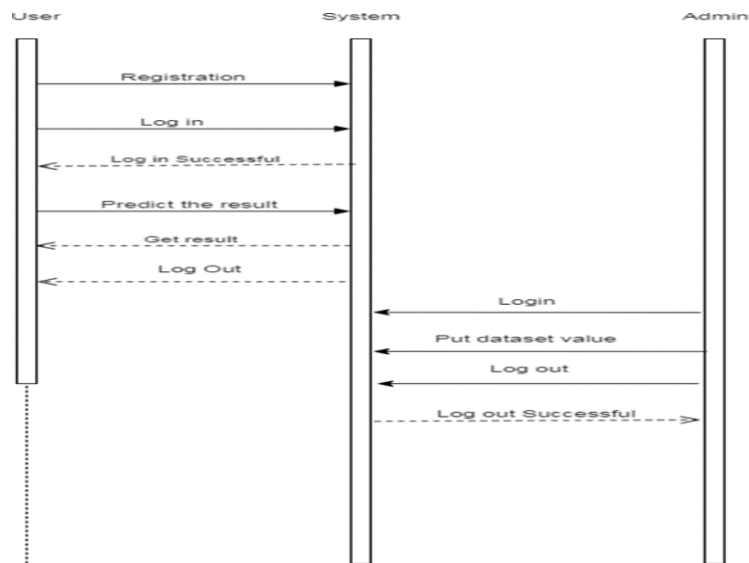 User
System
Admin
Registration
Log in
Log in Successful
Predict the result
Get result
Log Out
Login
Put dataset value
Log out
Log out Successful